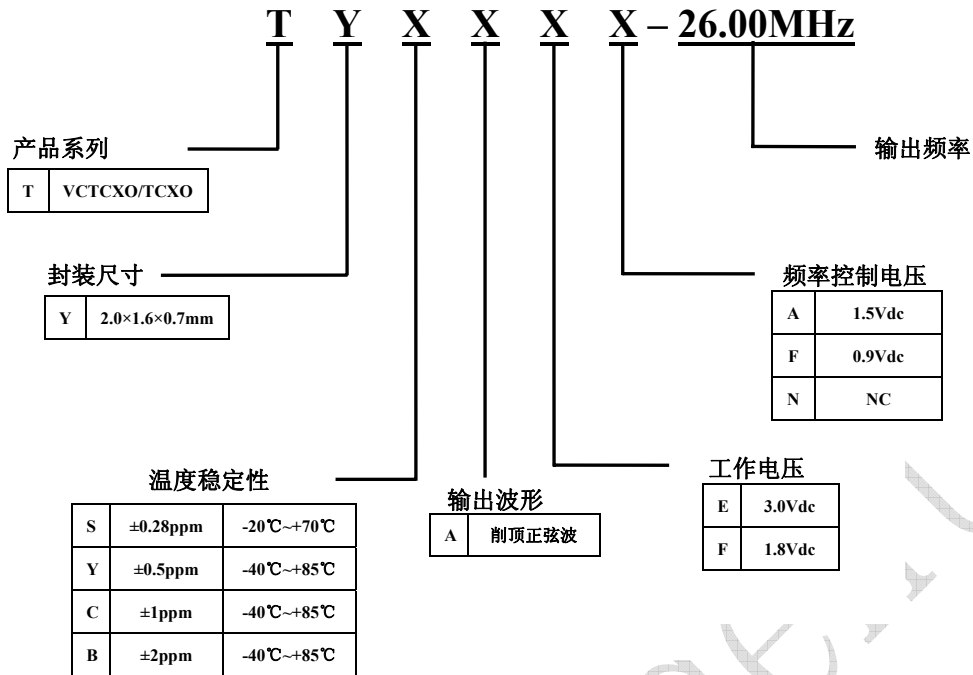 T Y X X X X – 26.00MHz
产品系列
T VCTCXO/TCXO
输出频率
封装尺寸
Y 2.0×1.6×0.7mm
频率控制电压
A 1.5Vdc
F 0.9Vdc
N NC
温度稳定性
S ±0.28ppm -20℃~+70℃
Y ±0.5ppm -40℃~+85℃
C ±1ppm -40℃~+85℃
B ±2ppm -40℃~+85℃
输出波形
A 削顶正弦波
工作电压
E 3.0Vdc
F 1.8Vdc